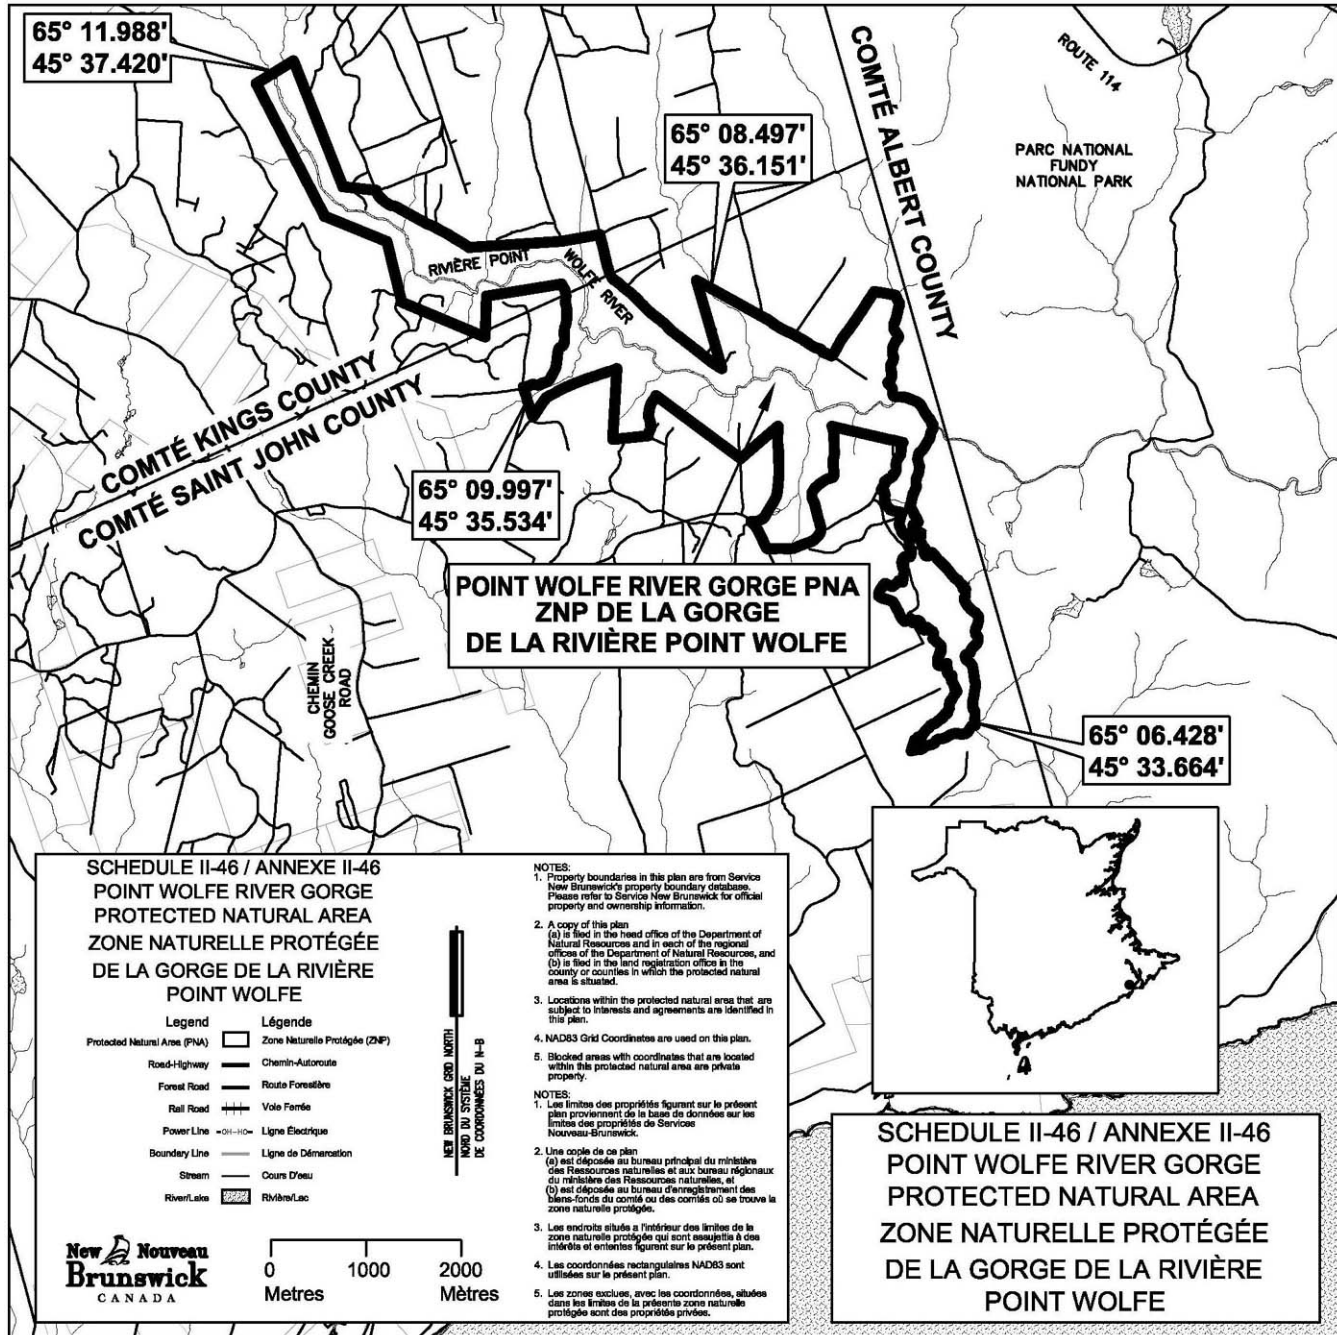 65° 11.988'
45° 37.420'
65° 08.497'
45° 36.151'
COMTÉ ALBERT COUNTY
ROUTE 114
PARC NATIONAL
FUNDY
NATIONAL PARK
RIVIÈRE POINT
WOLFE RIVER
COMTÉ KINGS COUNTY
COMTÉ SAINT JOHN COUNTY
65° 09.997'
45° 35.534'
POINT WOLFE RIVER GORGE PNA
ZNP DE LA GORGE
DE LA RIVIÈRE POINT WOLFE
CHEMIN
GOOSE CREEK
ROAD
65° 06.428'
45° 33.664'
SCHEDULE II-46 / ANNEXE II-46
POINT WOLFE RIVER GORGE
PROTECTED NATURAL AREA
ZONE NATURELLE PROTÉGÉE
DE LA GORGE DE LA RIVIÈRE
POINT WOLFE
Legend Légende
Protected Natural Area (PNA) Zone Naturelle Protégée (ZNP)
Road-Highway Chemin-Autoroute
Forest Road Route Forestière
Rail Road Voie Ferrée
Power Line -OH-HO- Ligne Électrique
Boundary Line Ligne de Démarcation
Stream Cours D'eau
River/Lake Rivière/Lac
New Nouveau
Brunswick
CANADA
0 1000 2000
Metres Mètres
NEW BRUNSWICK GRID NORTH
NORD DU SYSTÈME
DE COORDONNÉES DU N-B
NOTES:
1. Property boundaries in this plan are from Service
New Brunswick's property boundary database.
Please refer to Service New Brunswick for official
property and ownership information.
2. A copy of this plan
(a) is filed in the head office of the Department of
Natural Resources and in each of the regional
offices of the Department of Natural Resources, and
(b) is filed in the land registration office in the
county or counties in which the protected natural
area is situated.
3. Locations within the protected natural area that are
subject to interests and agreements are identified in
this plan.
4. NAD83 Grid Coordinates are used on this plan.
5. Blocked areas with coordinates that are located
within this protected natural area are private
property.
NOTES:
1. Les limites des propriétés figurant sur le présent
plan proviennent de la base de données sur les
limites des propriétés de Services
Nouveau-Brunswick.
2. Une copie de ce plan
(a) est déposée au bureau principal du ministère
des Ressources naturelles et aux bureau régionaux
du ministère des Ressources naturelles, et
(b) est déposée au bureau d'enregistrement des
biens-fonds du comté ou des comtés où se trouve la
zone naturelle protégée.
3. Les endroits situés a l'intérieur des limites de la
zone naturelle protégée qui sont assujettis à des
intérêts et ententes figurent sur le présent plan.
4. Les coordonnées rectangulaires NAD83 sont
utilisées sur le présent plan.
5. Les zones exclues, avec les coordonnées, situées
dans les limites de la présente zone naturelle
protégée sont des propriétés privées.
SCHEDULE II-46 / ANNEXE II-46
POINT WOLFE RIVER GORGE
PROTECTED NATURAL AREA
ZONE NATURELLE PROTÉGÉE
DE LA GORGE DE LA RIVIÈRE
POINT WOLFE